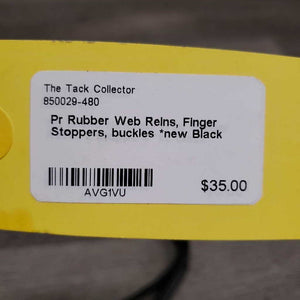 The Tack Collector
850029-480
Pr Rubber Web Reins, Finger
Stoppers, buckles *new Black
AVG1VU
$35.00